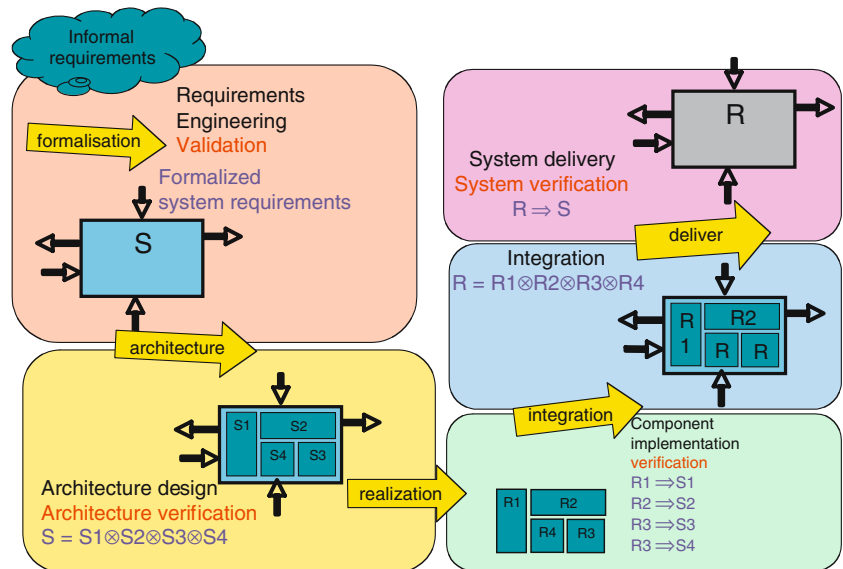 Informal
requirements
Requirements
Engineering
Validation
formalisation
Formalized
system requirements
S
architecture
S1
S2
S4
S3
Architecture design
Architecture verification
S = S1⊗S2⊗S3⊗S4
realization
R
System delivery
System verification
R ⇒ S
deliver
Integration
R = R1⊗R2⊗R3⊗R4
R
1
R2
R
R
integration
Component
implementation
verification
R1 ⇒S1
R2 ⇒S2
R3 ⇒S3
R3 ⇒S4
R1
R2
R4
R3